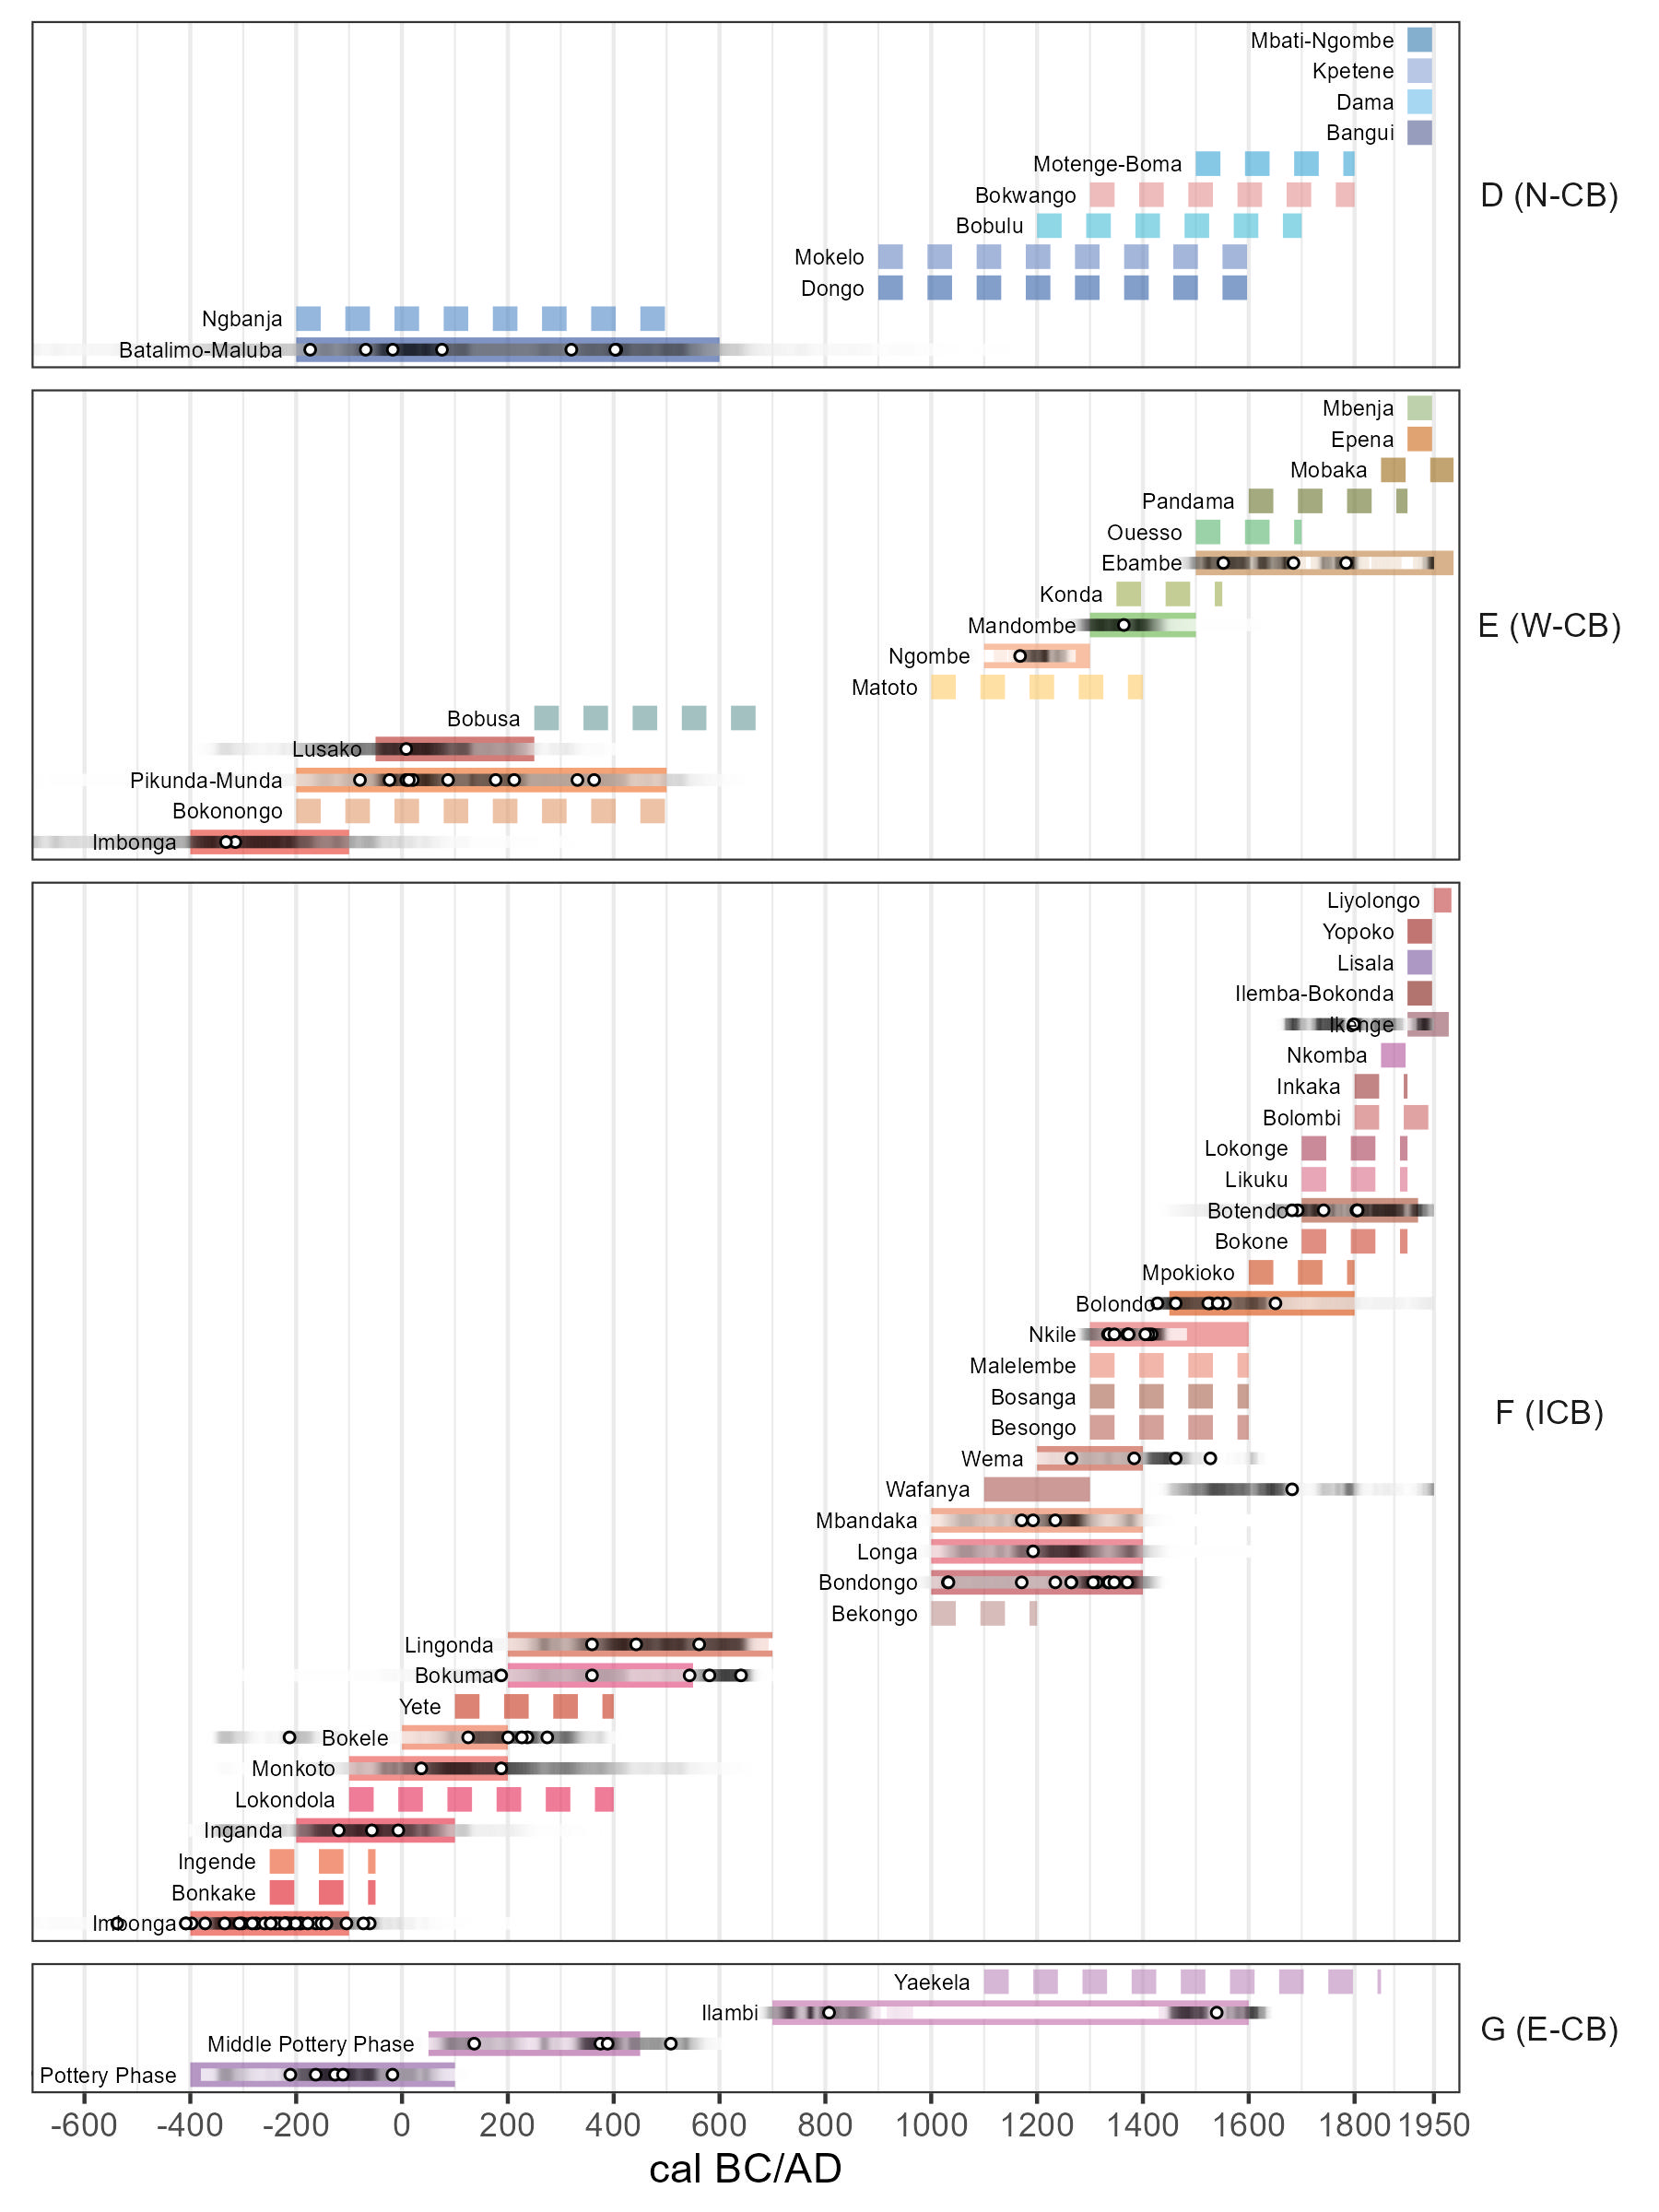 Mbati-Ngombe
Kpetene
Dama
Bangui
Motenge-Boma
Bokwango
Bobulu
Mokelo
Dongo
Ngbanja
Batalimo-Maluba
D (N-CB)
Mbenja
Epena
Mobaka
Pandama
Ouesso
Ebambe
Konda
Mandombe
Ngombe
Matoto
Bobusa
Lusako
Pikunda-Munda
Bokonongo
Imbonga
E (W-CB)
Liyolongo
Yopoko
Lisala
Ilemba-Bokonda
Ikenge
Nkomba
Inkaka
Bolombi
Lokonge
Likuku
Botendo
Bokone
Mpokioko
Bolondo
Nkile
Malelembe
Bosanga
Besongo
Wema
Wafanya
Mbandaka
Longa
Bondongo
Bekongo
Lingonda
Bokuma
Yete
Bokele
Monkoto
Lokondola
Inganda
Ingende
Bonkake
Imbonga
F (ICB)
Yaekela
Ilambi
Middle Pottery Phase
Pottery Phase
G (E-CB)
-600 -400 -200 0 200 400 600 800 1000 1200 1400 1600 1800 1950
cal BC/AD